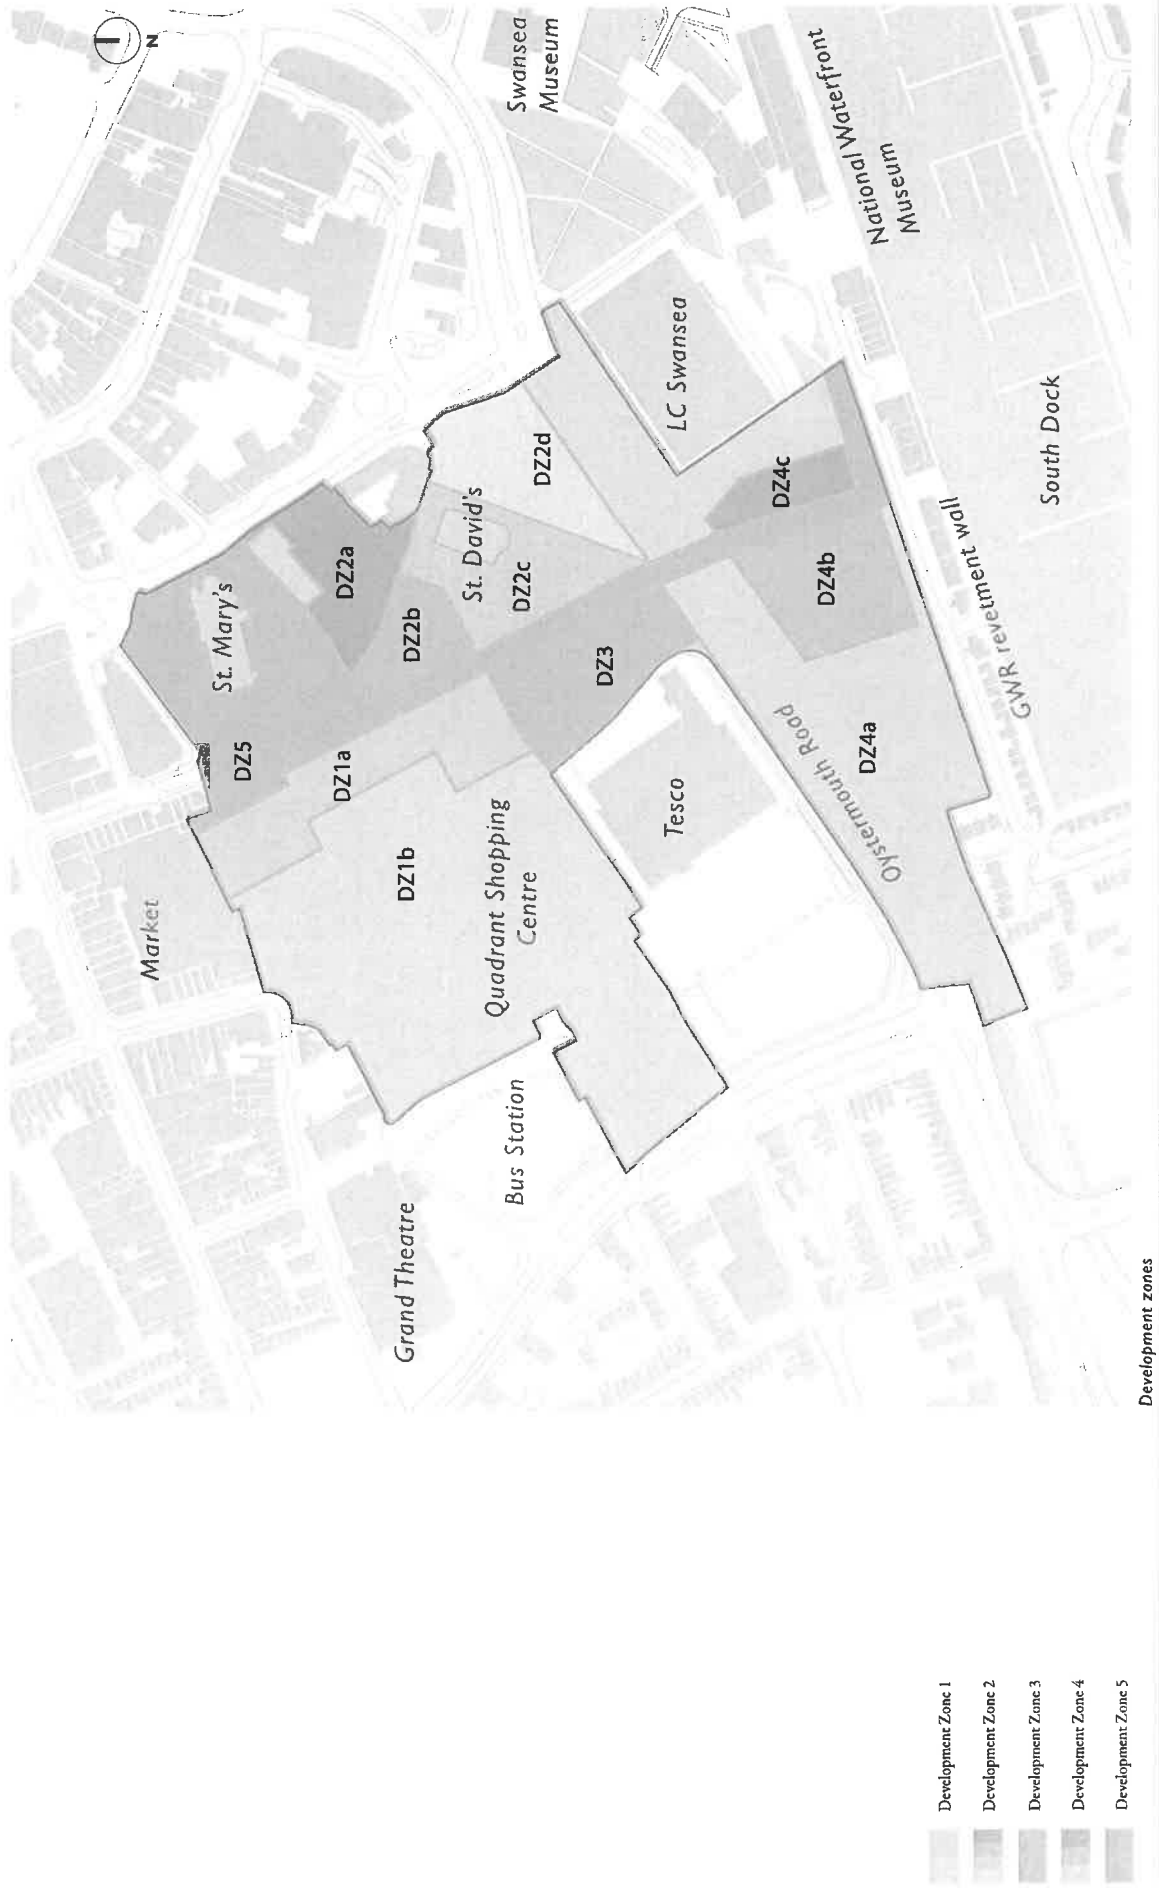 N
Swansea
Museum
National Waterfront
Museum
LC Swansea
South Dock
GWR revetment wall
DZ2d
St. David's
DZ2c
DZ4c
DZ4b
DZ2a
DZ2b
St. Mary's
DZ3
DZ5
DZ1a
DZ4a
Oystermouth Road
Tesco
DZ1b
Quadrant Shopping
Centre
Market
Bus Station
Grand Theatre
Development zones
Development Zone 1
Development Zone 2
Development Zone 3
Development Zone 4
Development Zone 5